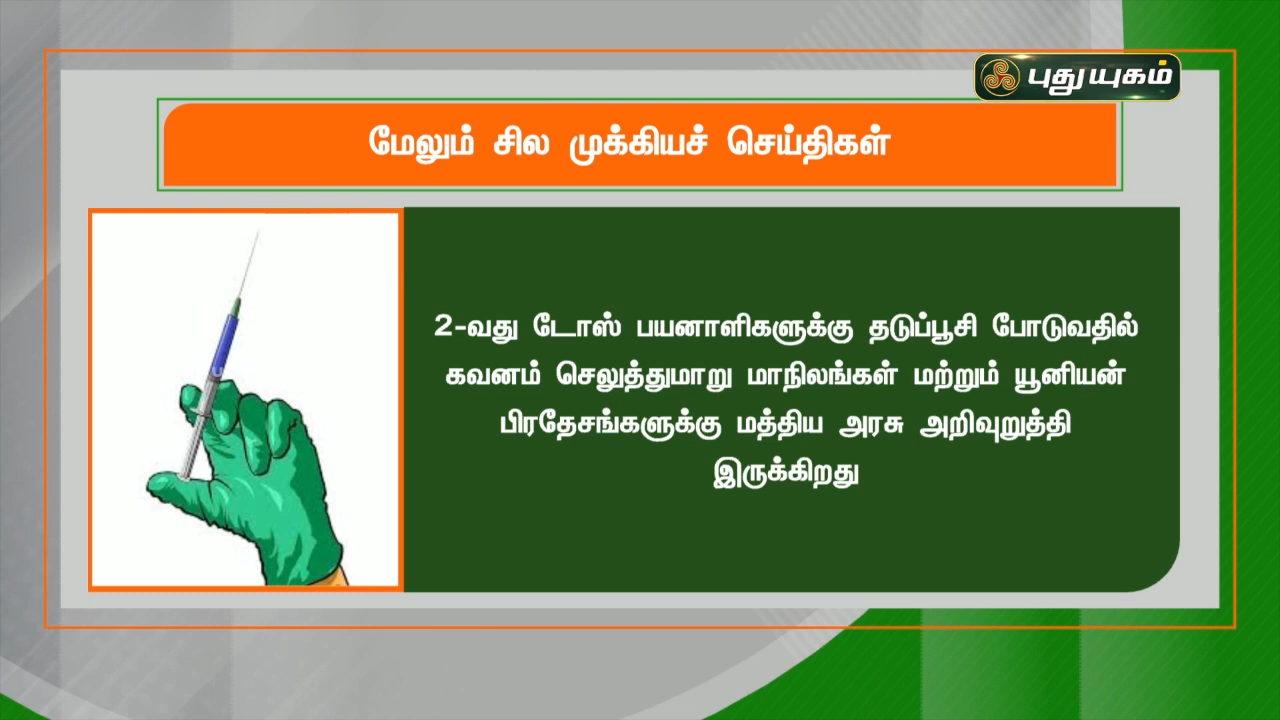 புதுயுகம்
மேலும் சில முக்கியச் செய்திகள்
2-வது டோஸ் பயனாளிகளுக்கு தடுப்பூசி போடுவதில்
கவனம் செலுத்துமாறு மாநிலங்கள் மற்றும் யூனியன்
பிரதேசங்களுக்கு மத்திய அரசு அறிவுறுத்தி
இருக்கிறது